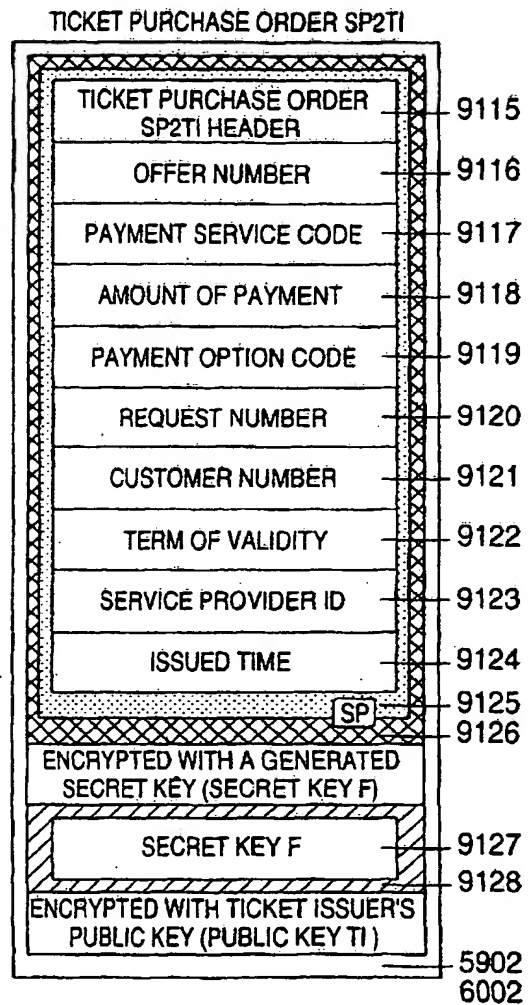 TICKET PURCHASE ORDER SP2TI
TICKET PURCHASE ORDER
SP2TI HEADER
9115
OFFER NUMBER
9116
PAYMENT SERVICE CODE
9117
AMOUNT OF PAYMENT
9118
PAYMENT OPTION CODE
9119
REQUEST NUMBER
9120
CUSTOMER NUMBER
9121
TERM OF VALIDITY
9122
SERVICE PROVIDER ID
9123
ISSUED TIME
9124
9125
SP
9126
ENCRYPTED WITH A GENERATED
SECRET KEY (SECRET KEY F)
SECRET KEY F
9127
9128
ENCRYPTED WITH TICKET ISSUER'S
PUBLIC KEY (PUBLIC KEY TI)
5902
6002